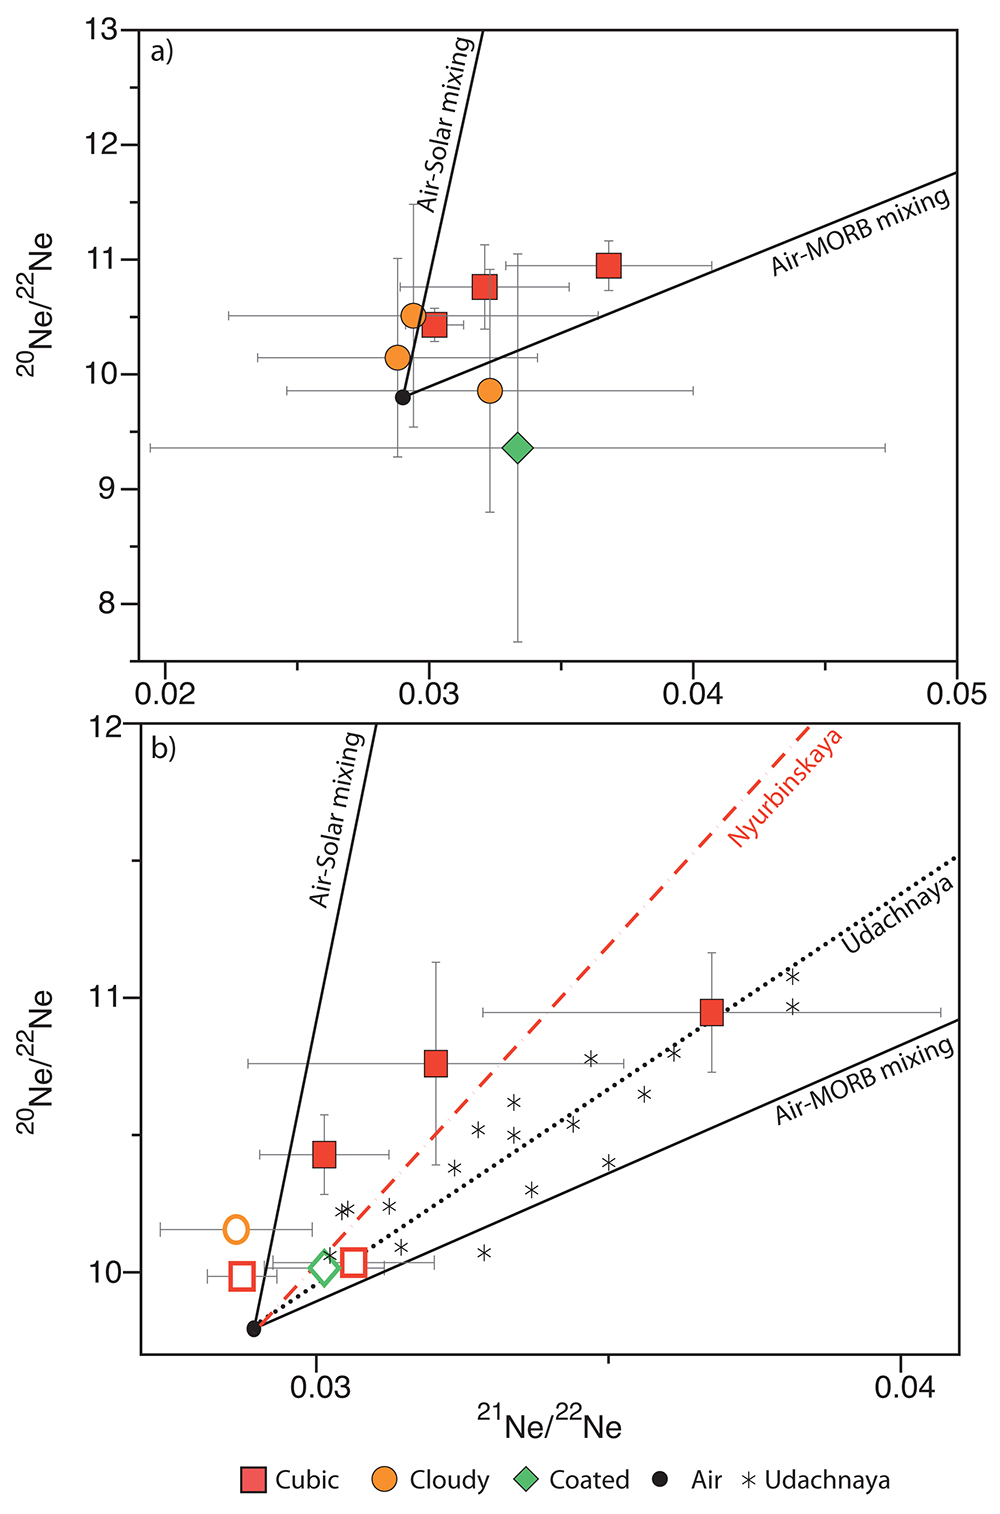 a)
13
12
11
10
9
8
²⁰Ne/²²Ne
Air-Solar mixing
Air-MORB mixing
0.02 0.03 0.04 0.05
b)
12
11
10
²⁰Ne/²²Ne
Air-Solar mixing
Nyurbinskaya
Udachnaya
Air-MORB mixing
0.03 0.04
²¹Ne/²²Ne
Cubic Cloudy Coated Air Udachnaya